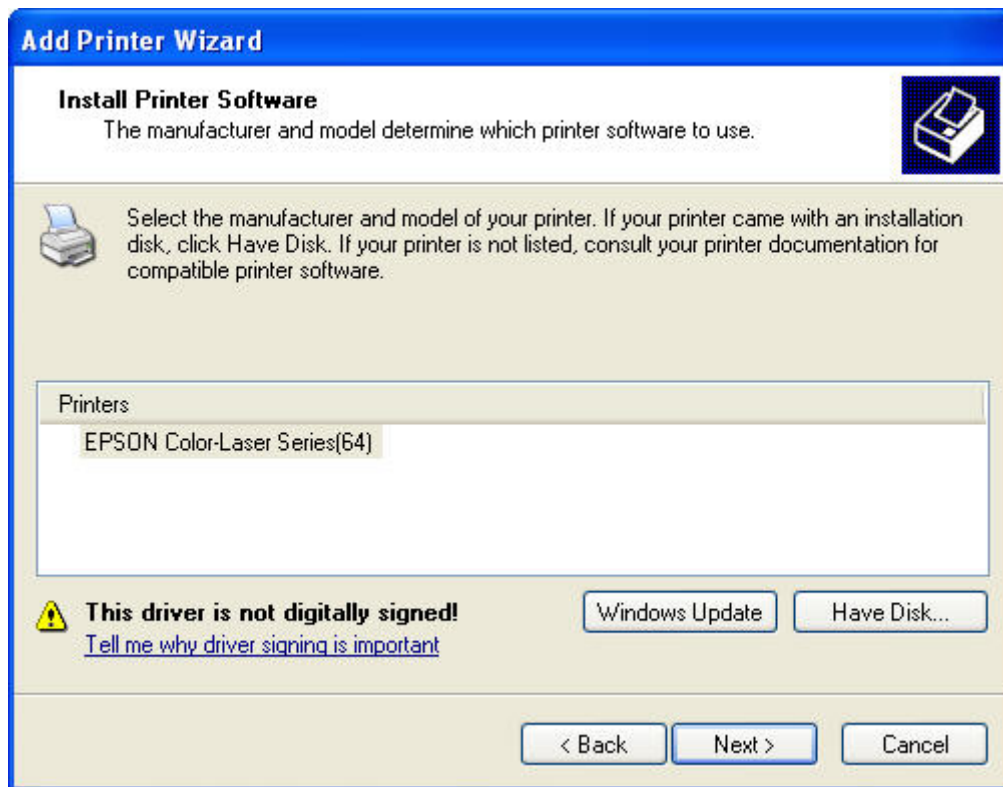 Add Printer Wizard
Install Printer Software
The manufacturer and model determine which printer software to use.
Select the manufacturer and model of your printer. If your printer came with an installation
disk, click Have Disk. If your printer is not listed, consult your printer documentation for
compatible printer software.
Printers
EPSON Color-Laser Series(64)
This driver is not digitally signed!
Tell me why driver signing is important
Windows Update
Have Disk...
< Back
Next >
Cancel